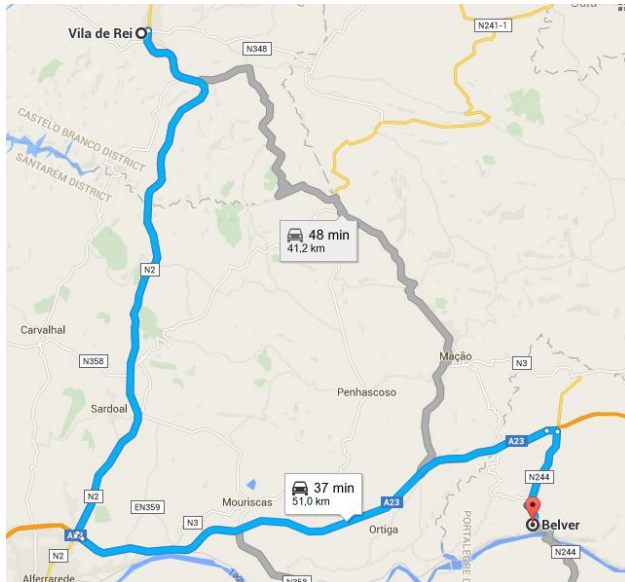 N241-1
Vila de Rei
N348
CASTELO BRANCO DISTRICT
SANTARÉM DISTRICT
48 min
41,2 km
N2
Carvalhal
N358
Mação
N3
Penhascoso
Sardoal
A23
N244
37 min
51,0 km
N2
Mouriscas
A23
EN359
N3
Ortiga
Belver
N2
N244
Alferrarede
N358